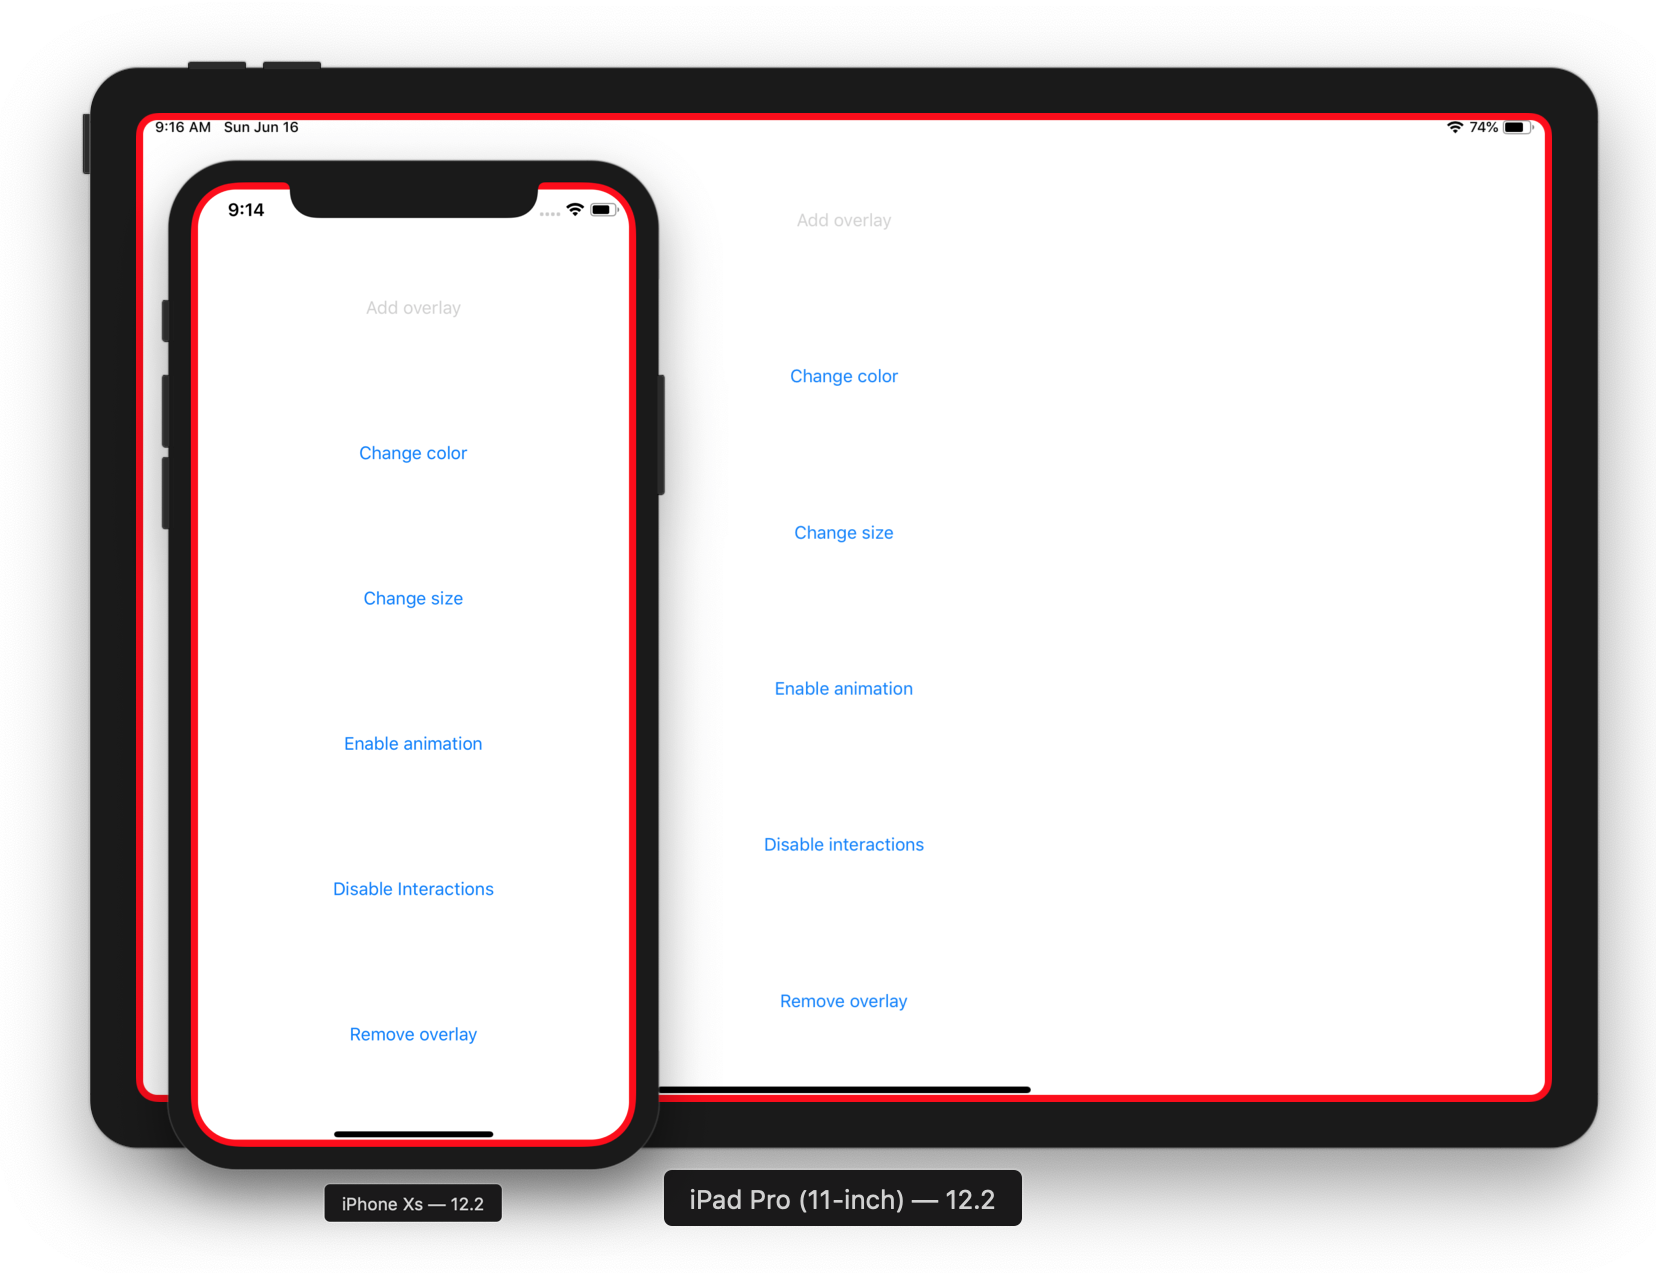 9:16 AM Sun Jun 16
74%
9:14
Add overlay
Change color
Change size
Enable animation
Disable Interactions
Remove overlay
Add overlay
Change color
Change size
Enable animation
Disable interactions
Remove overlay
iPhone Xs — 12.2
iPad Pro (11-inch) — 12.2